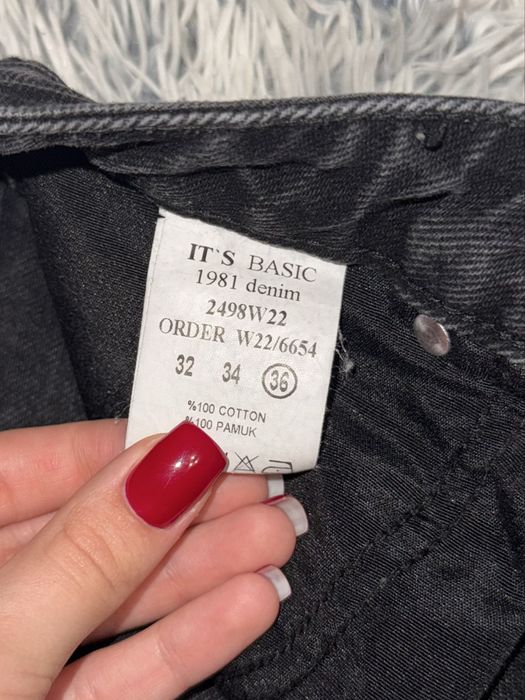 IT`S BASIC
1981 denim
2498W22
ORDER W22/6654
32 34 36
%100 COTTON
%100 PAMUK